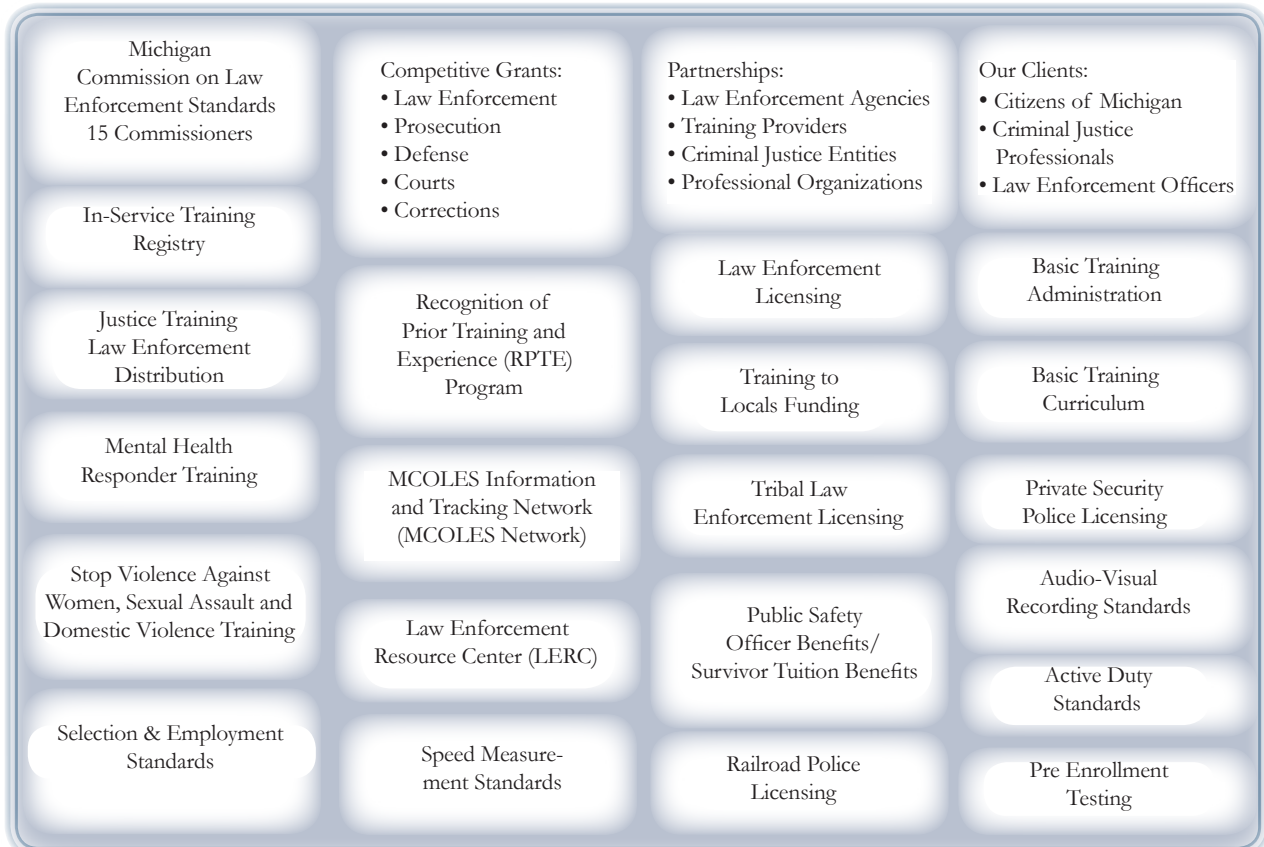 Michigan
Commission on Law
Enforcement Standards
15 Commissioners
In-Service Training
Registry
Justice Training
Law Enforcement
Distribution
Mental Health
Responder Training
Stop Violence Against
Women, Sexual Assault and
Domestic Violence Training
Selection & Employment
Standards
Competitive Grants:
• Law Enforcement
• Prosecution
• Defense
• Courts
• Corrections
Recognition of
Prior Training and
Experience (RPTE)
Program
MCOLES Information
and Tracking Network
(MCOLES Network)
Law Enforcement
Resource Center (LERC)
Speed Measure-
ment Standards
Partnerships:
• Law Enforcement Agencies
• Training Providers
• Criminal Justice Entities
• Professional Organizations
Law Enforcement
Licensing
Training to
Locals Funding
Tribal Law
Enforcement Licensing
Public Safety
Officer Benefits/
Survivor Tuition Benefits
Railroad Police
Licensing
Our Clients:
• Citizens of Michigan
• Criminal Justice
Professionals
• Law Enforcement Officers
Basic Training
Administration
Basic Training
Curriculum
Private Security
Police Licensing
Audio-Visual
Recording Standards
Active Duty
Standards
Pre Enrollment
Testing